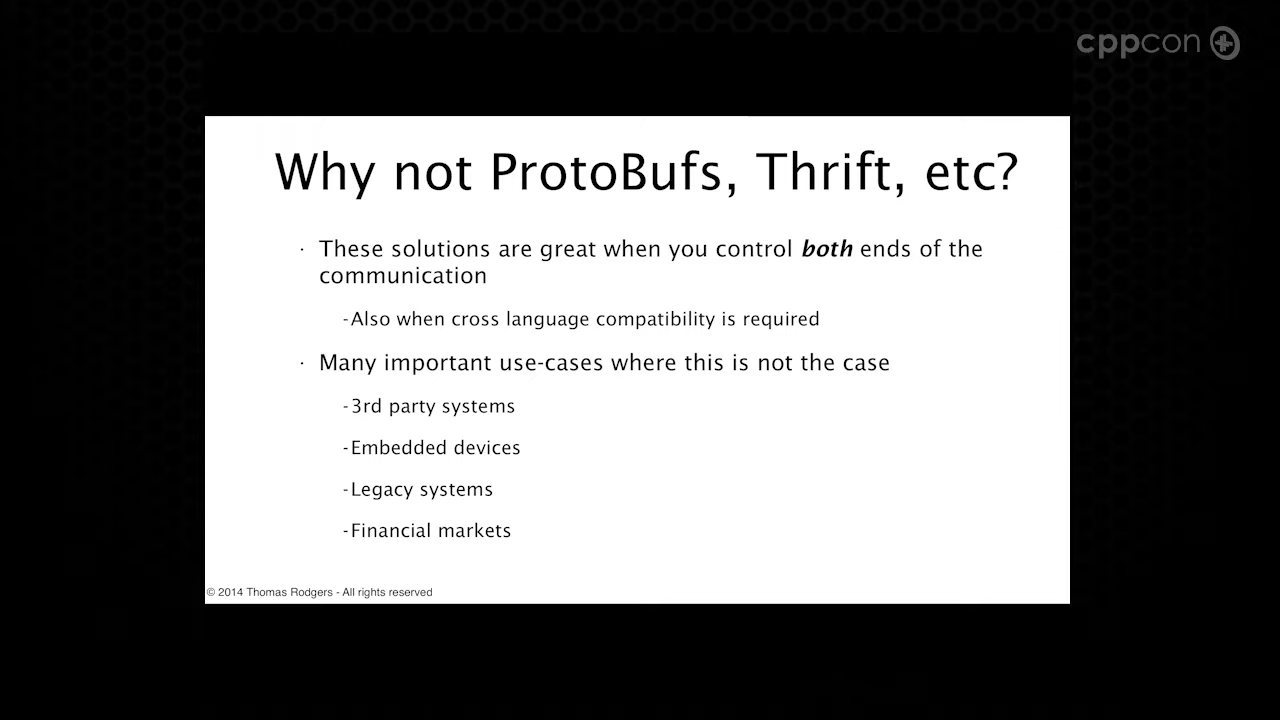 cppcon
Why not ProtoBufs, Thrift, etc?
· These solutions are great when you control both ends of the
communication
-Also when cross language compatibility is required
· Many important use-cases where this is not the case
-3rd party systems
-Embedded devices
-Legacy systems
-Financial markets
© 2014 Thomas Rodgers - All rights reserved